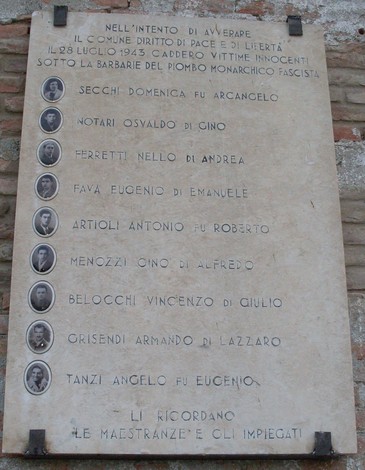 NELL'INTENTO DI AVVERARE
IL COMUNE DIRITTO DI PACE E DI LIBERTÀ
IL 28 LUGLIO 1943 CADDERO VITTIME INNOCENTI
SOTTO LA BARBARIE DEL PIOMBO MONARCHICO FASCISTA
SECCHI DOMENICA FU ARCANGELO
NOTARI OSVALDO DI GINO
FERRETTI NELLO DI ANDREA
FAVA EUGENIO DI EMANUELE
ARTIOLI ANTONIO FU ROBERTO
MENOZZI GINO DI ALFREDO
BELOCCHI VINCENZO DI GIULIO
GRISENDI ARMANDO DI LAZZARO
TANZI ANGELO FU EUGENIO
LI RICORDANO
"LE MAESTRANZE" E GLI IMPIEGATI